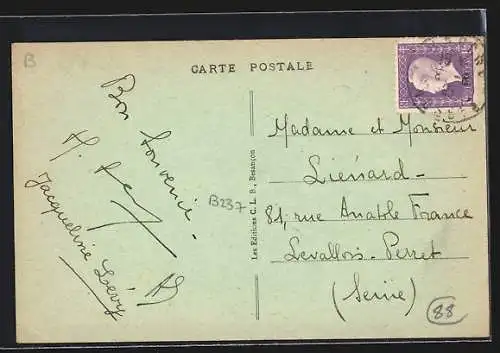 B
CARTE POSTALE
Bon Souvenir -
Jacqueline Lévy
B237
Les Editions C. L. B., Besançon
Madame et Monsieur
Liénard -
81, rue Anatole France
Levallois-Perret
(Seine)
88